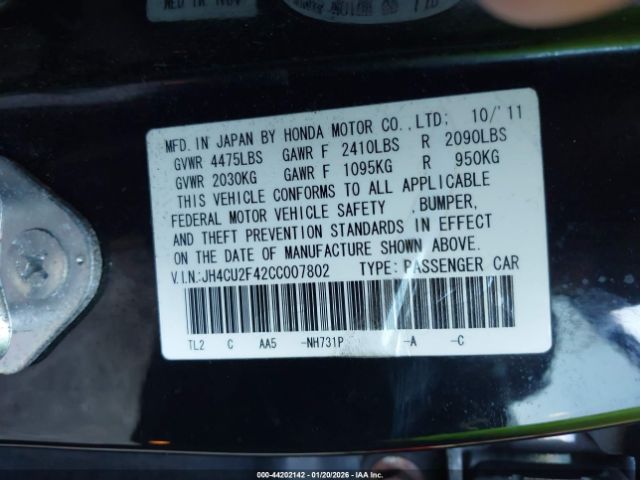 MFD. IN JAPAN BY HONDA MOTOR CO.,LTD: 10/'11
GVWR 4475LBS GAWR F 2410LBS R 2090LBS
GVWR 2030KG GAWR F 1095KG R 950KG
THIS VEHICLE CONFORMS TO ALL APPLICABLE
FEDERAL MOTOR VEHICLE SAFETY ,BUMPER,
AND THEFT PREVENTION STANDARDS IN EFFECT
ON THE DATE OF MANUFACTURE SHOWN ABOVE.
V.I.N:JH4CU2F42CC007802 TYPE: PASSENGER CAR
TL2 C AA5 -NH731P -A -C
000-44202142 - 01/20/2026 - IAAI.COM